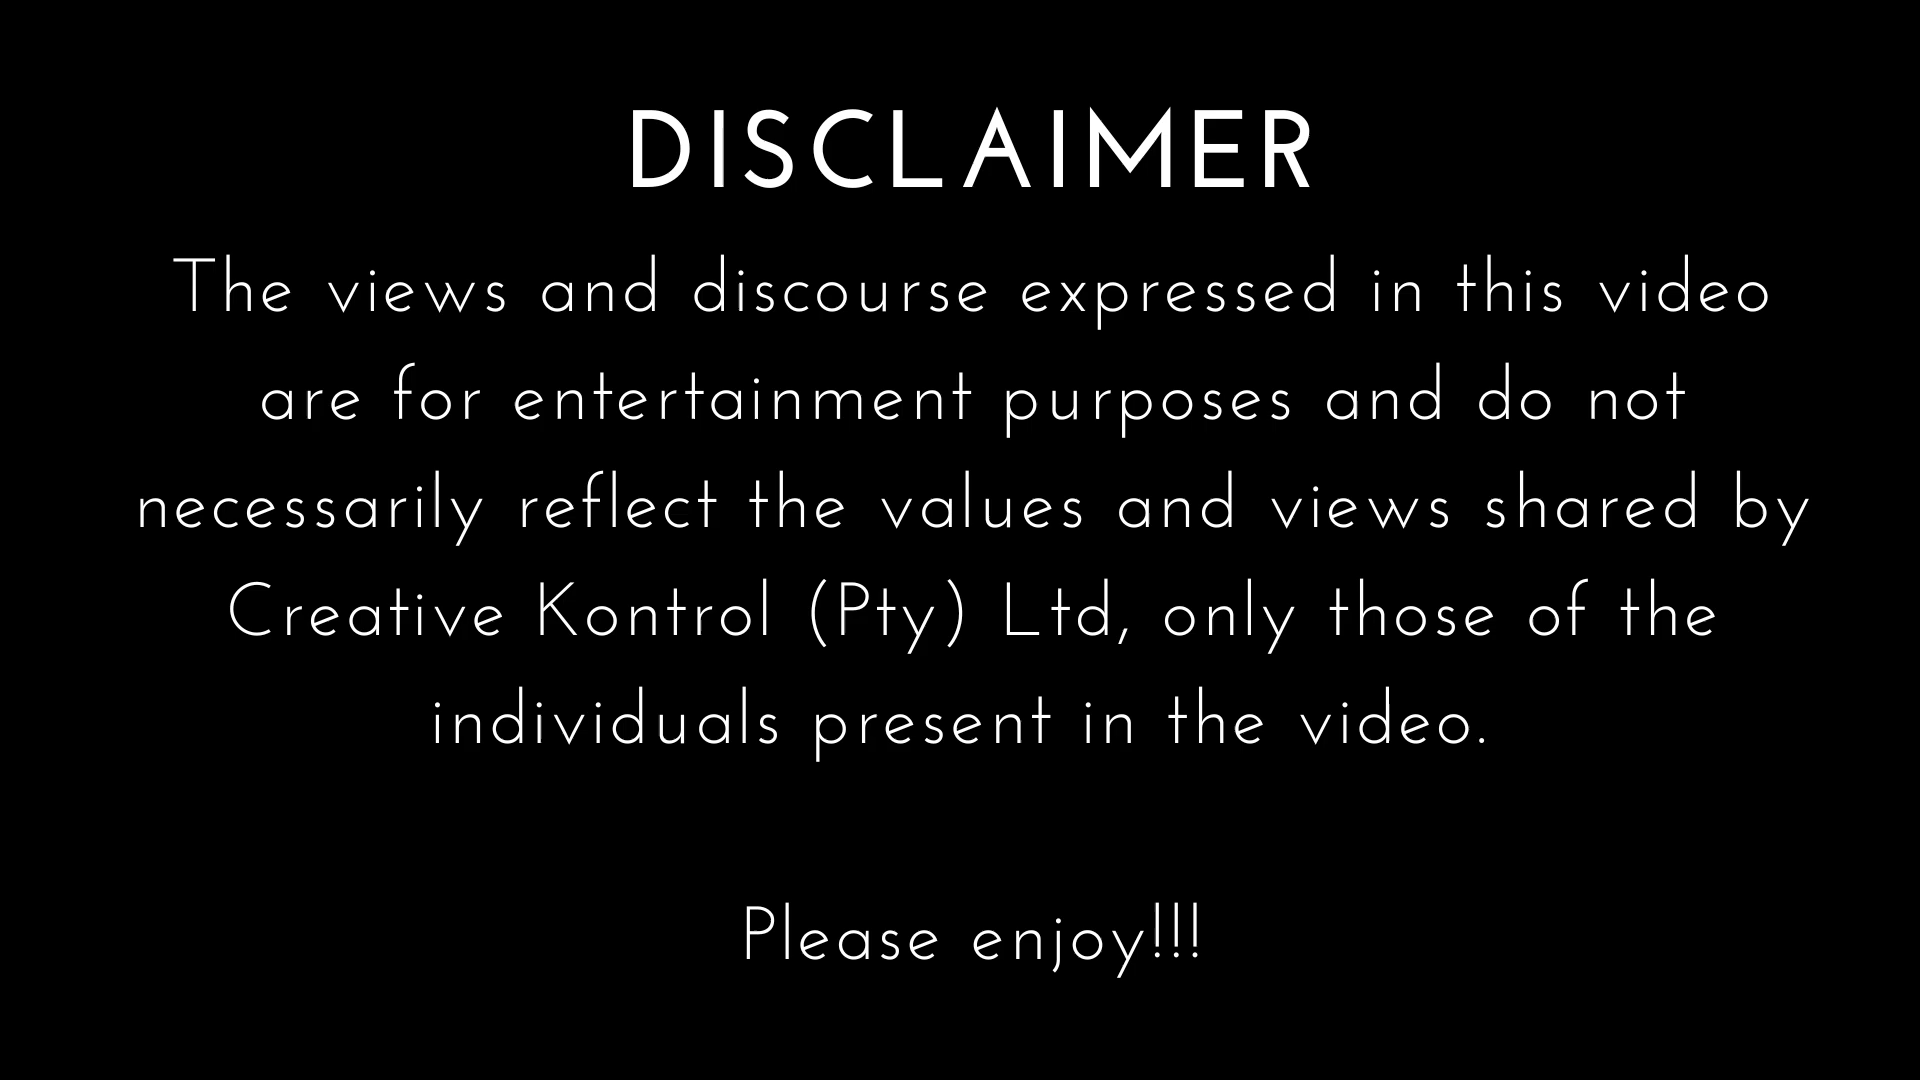 DISCLAIMER
The views and discourse expressed in this video
are for entertainment purposes and do not
necessarily reflect the values and views shared by
Creative Kontrol (Pty) Ltd, only those of the
individuals present in the video.
Please enjoy!!!